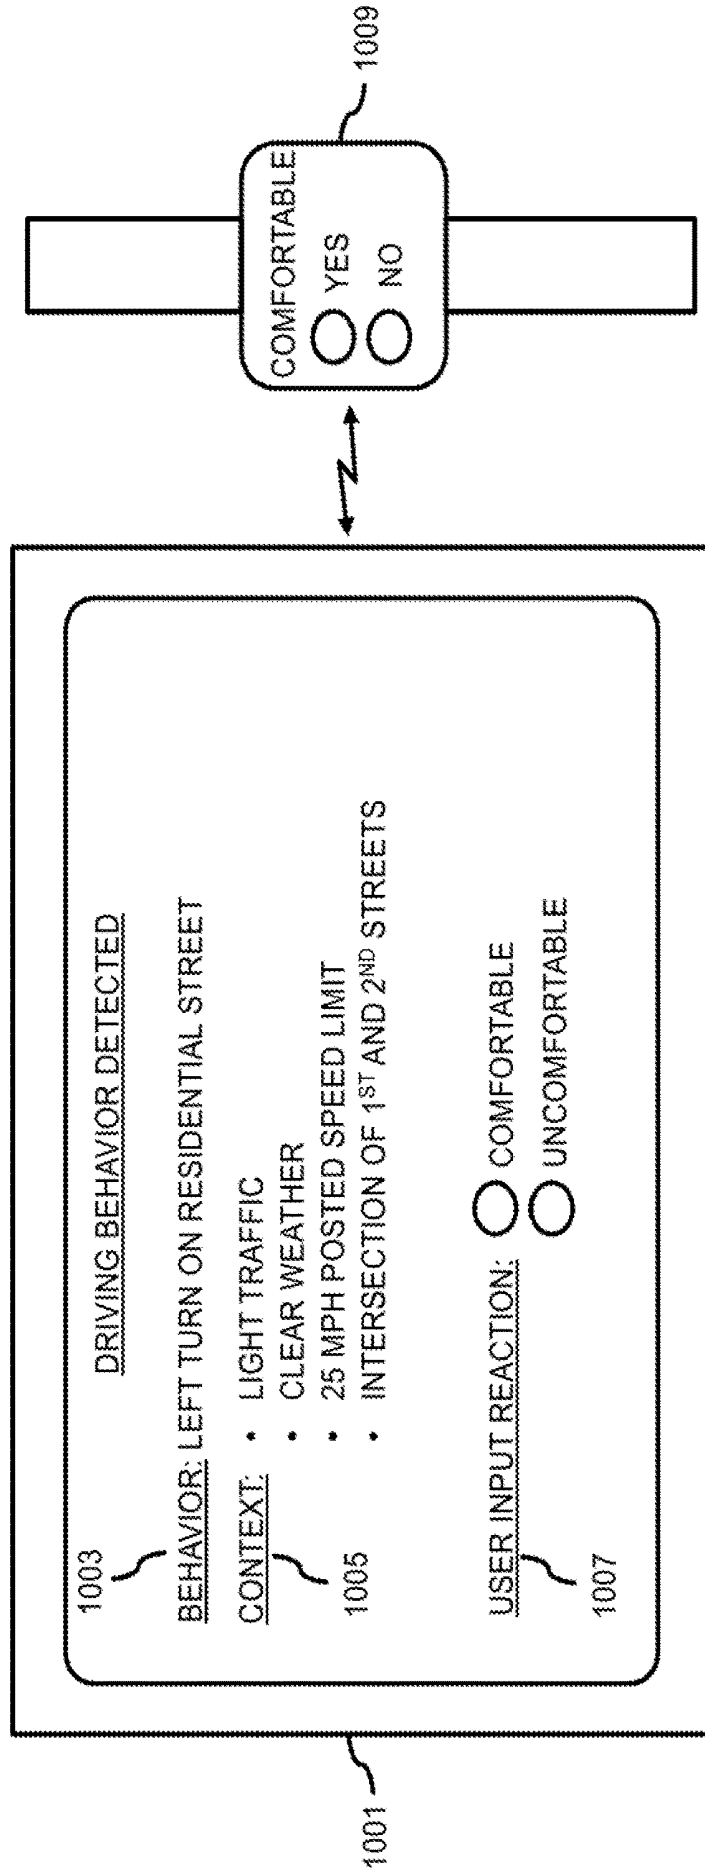 DRIVING BEHAVIOR DETECTED
1003
BEHAVIOR: LEFT TURN ON RESIDENTIAL STREET
CONTEXT:
• LIGHT TRAFFIC
• CLEAR WEATHER
• 25 MPH POSTED SPEED LIMIT
• INTERSECTION OF 1ST AND 2ND STREETS
1005
USER INPUT REACTION:
COMFORTABLE
UNCOMFORTABLE
1007
1001
COMFORTABLE
YES
NO
1009